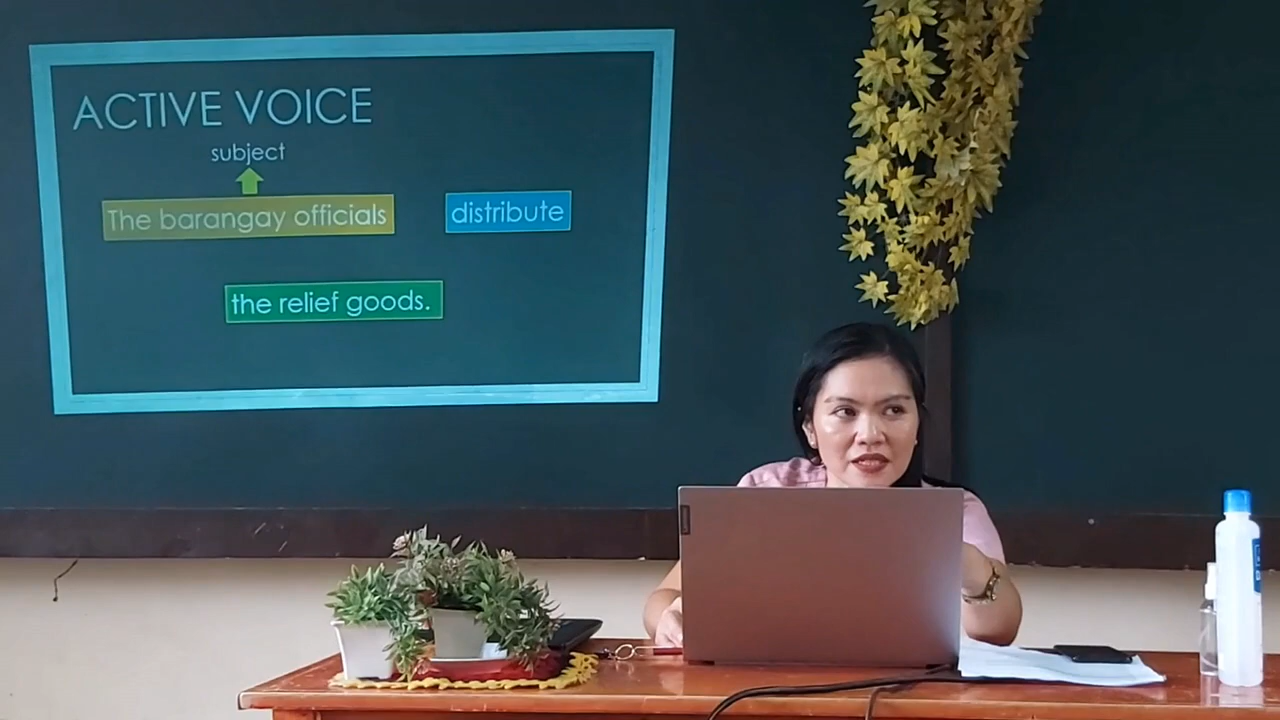 ACTIVE VOICE
subject
The barangay officials distribute
the relief goods.